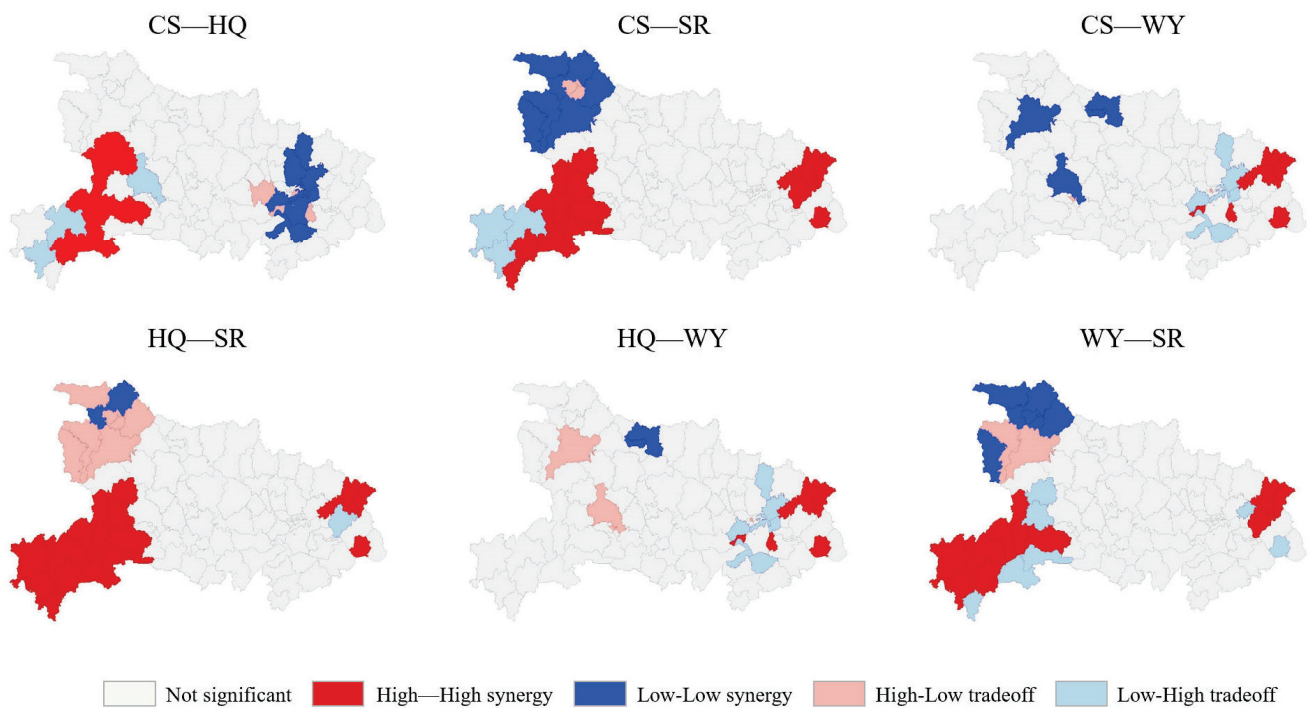 CS—HQ
CS—SR
CS—WY
HQ—SR
HQ—WY
WY—SR
Not significant
High—High synergy
Low-Low synergy
High-Low tradeoff
Low-High tradeoff